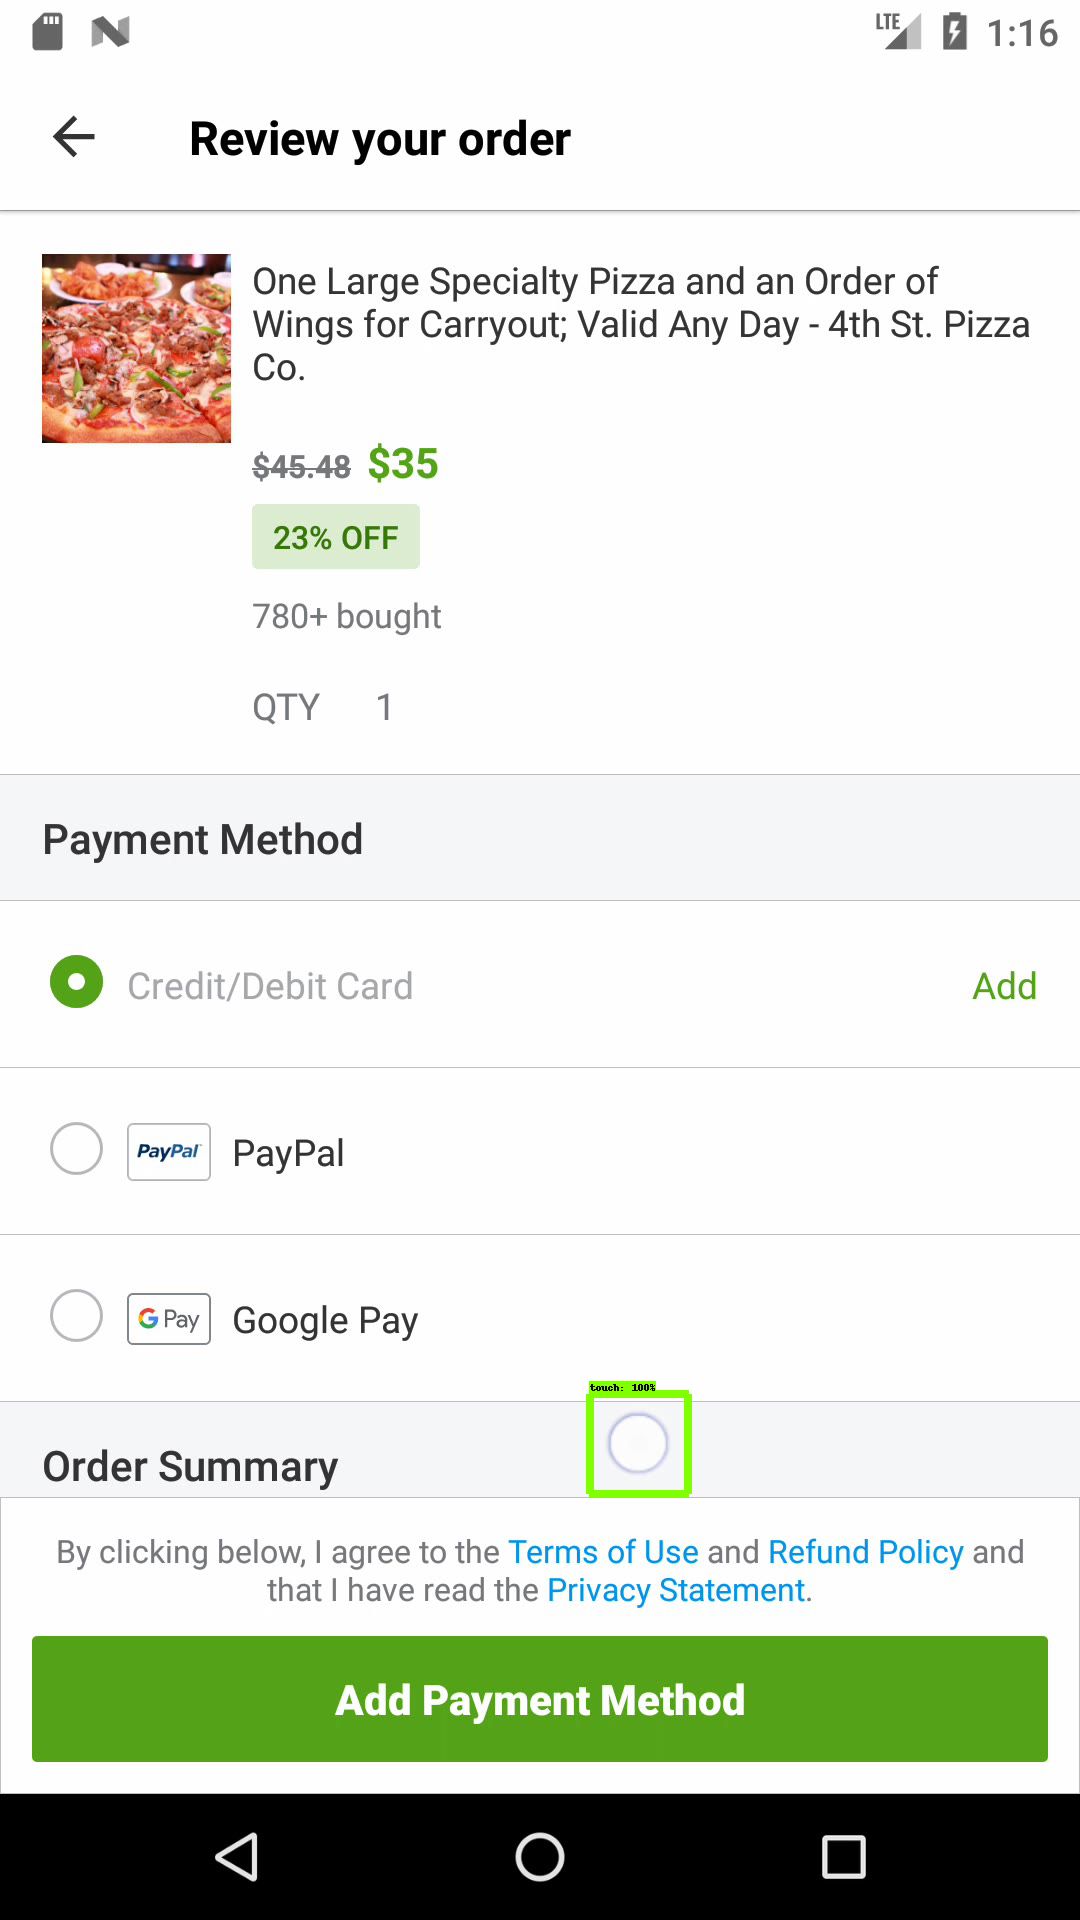 LTE 1:16
Review your order
One Large Specialty Pizza and an Order of
Wings for Carryout; Valid Any Day - 4th St. Pizza
Co.
$45.48 $35
23% OFF
780+ bought
QTY 1
Payment Method
Credit/Debit Card Add
PayPal PayPal
G Pay Google Pay
touch: 100%
Order Summary
By clicking below, I agree to the Terms of Use and Refund Policy and
that I have read the Privacy Statement.
Add Payment Method